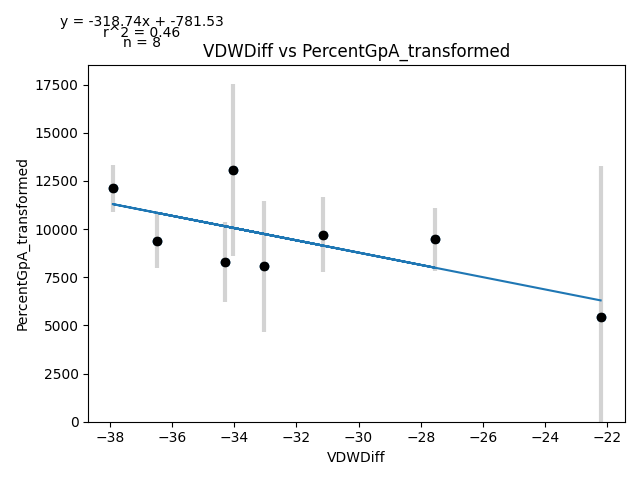 y = -318.74x + -781.53
r^2 = 0.46
n = 8
VDWDiff vs PercentGpA_transformed
PercentGpA_transformed
17500
15000
12500
10000
7500
5000
2500
0
−38 −36 −34 −32 −30 −28 −26 −24 −22
VDWDiff